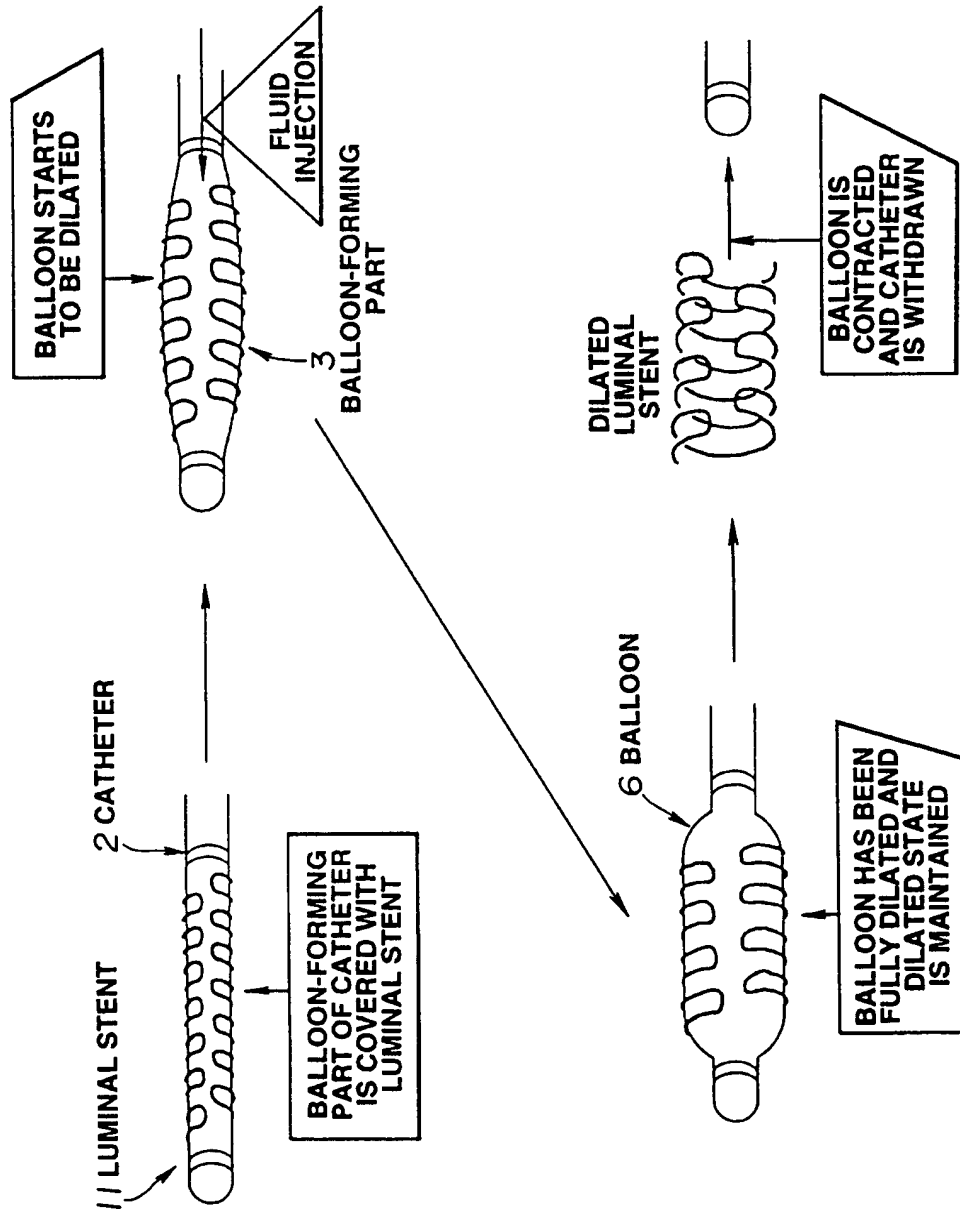 11 LUMINAL STENT
2 CATHETER
BALLOON-FORMING
PART OF CATHETER
IS COVERED WITH
LUMINAL STENT
BALLOON STARTS
TO BE DILATED
FLUID
INJECTION
3
BALLOON-FORMING
PART
6 BALLOON
BALLOON HAS BEEN
FULLY DILATED AND
DILATED STATE
IS MAINTAINED
DILATED
LUMINAL
STENT
BALLOON IS
CONTRACTED
AND CATHETER
IS WITHDRAWN